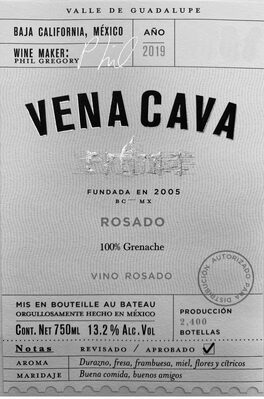 VALLE DE GUADALUPE
BAJA CALIFORNIA, MÉXICO
AÑO
WINE MAKER:
PHIL GREGORY
2019
VENA CAVA
FUNDADA EN 2005
BC MX
ROSADO
100% Grenache
VINO ROSADO
AUTORIZADO PARA DISTRIBUCIÓN
MIS EN BOUTEILLE AU BATEAU
ORGULLOSAMENTE HECHO EN MÉXICO
CONT. NET 750ML 13.2 % ALC. VOL
PRODUCCIÓN
2,400
BOTELLAS
Notas REVISADO / APROBADO
AROMA Durazno, fresa, frambueso, miel, flores y cítricos
MARIDAJE Buena comida, buenos amigos